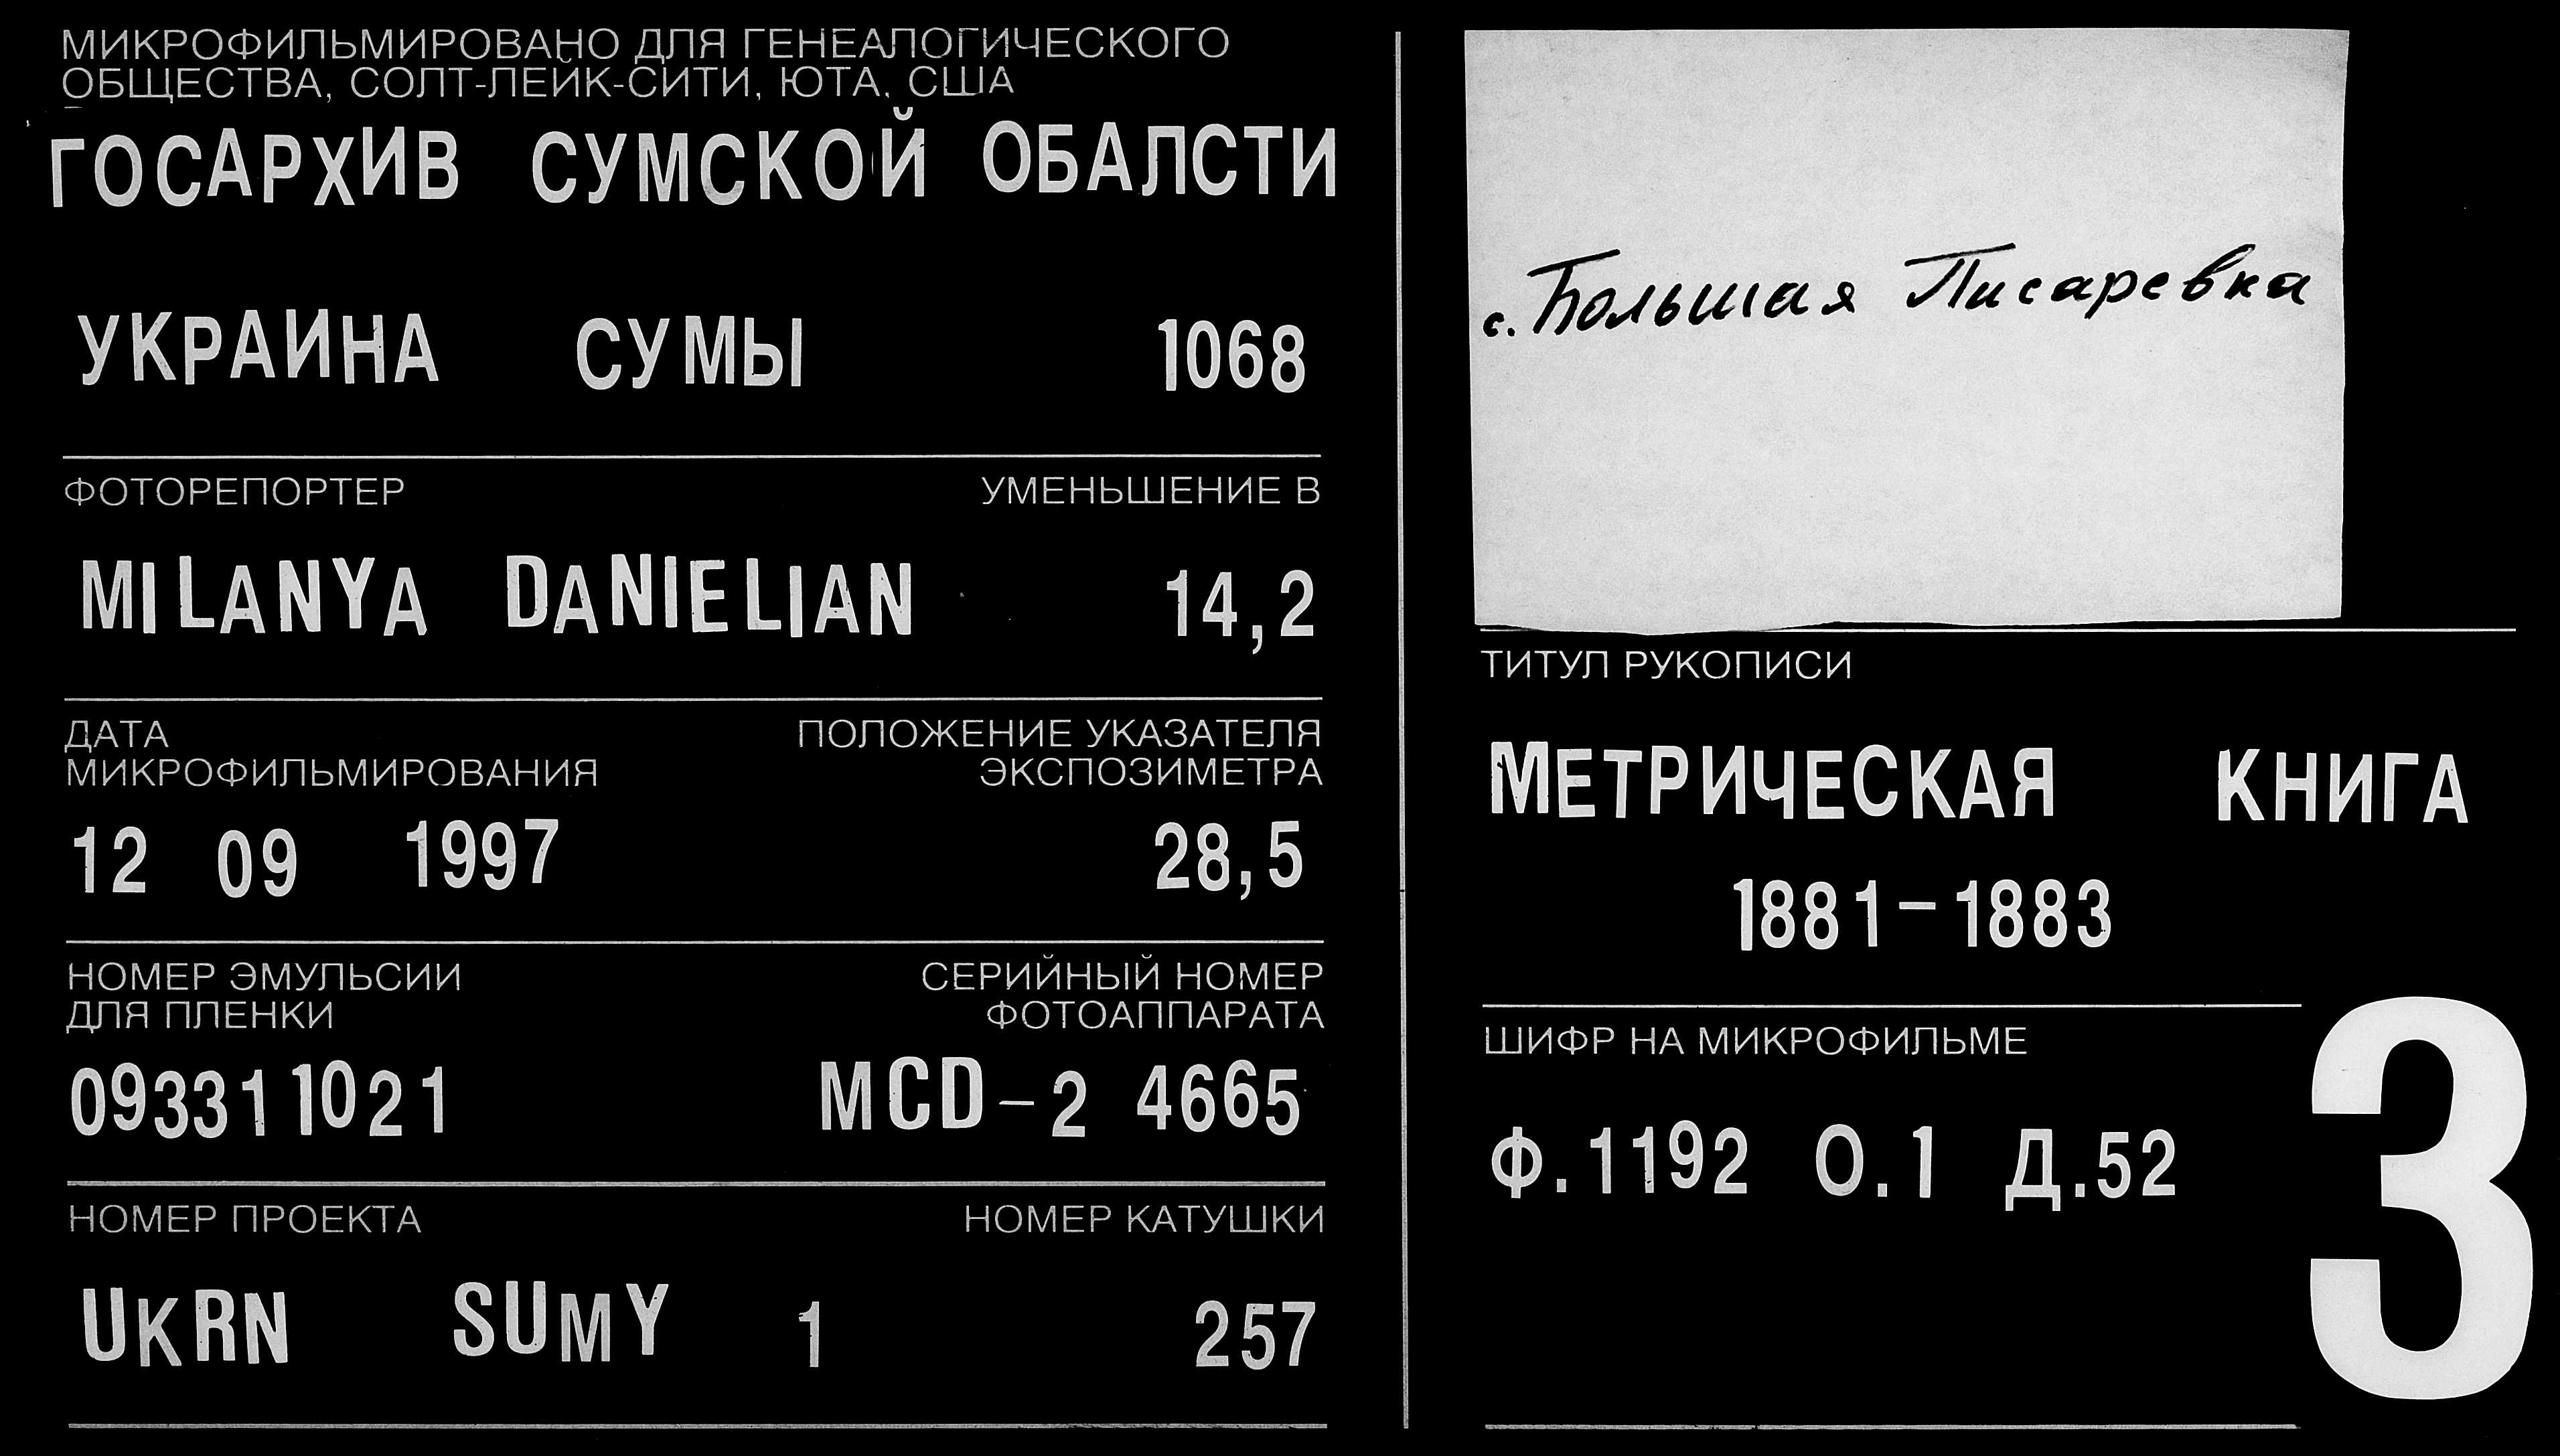 МИКРОФИЛЬМИРОВАНО ДЛЯ ГЕНЕАЛОГИЧЕСКОГО
ОБЩЕСТВА, СОЛТ-ЛЕЙК-СИТИ, ЮТА, США
ГОСАРХИВ СУМСКОЙ ОБАЛСТИ
УКРАИНА СУМЫ 1068
ФОТОРЕПОРТЕР УМЕНЬШЕНИЕ В
MILANYA DANIELIAN 14,2
ДАТА
МИКРОФИЛЬМИРОВАНИЯ
ПОЛОЖЕНИЕ УКАЗАТЕЛЯ
ЭКСПОЗИМЕТРА
12 09 1997 28,5
НОМЕР ЭМУЛЬСИИ
ДЛЯ ПЛЕНКИ
СЕРИЙНЫЙ НОМЕР
ФОТОАППАРАТА
093311021 MCD-2 4665
НОМЕР ПРОЕКТА НОМЕР КАТУШКИ
UKRN SUMY 1 257
с. Большая Писаревка
ТИТУЛ РУКОПИСИ
МЕТРИЧЕСКАЯ КНИГА
1881-1883
ШИФР НА МИКРОФИЛЬМЕ
Ф.1192 О.1 Д.52
3